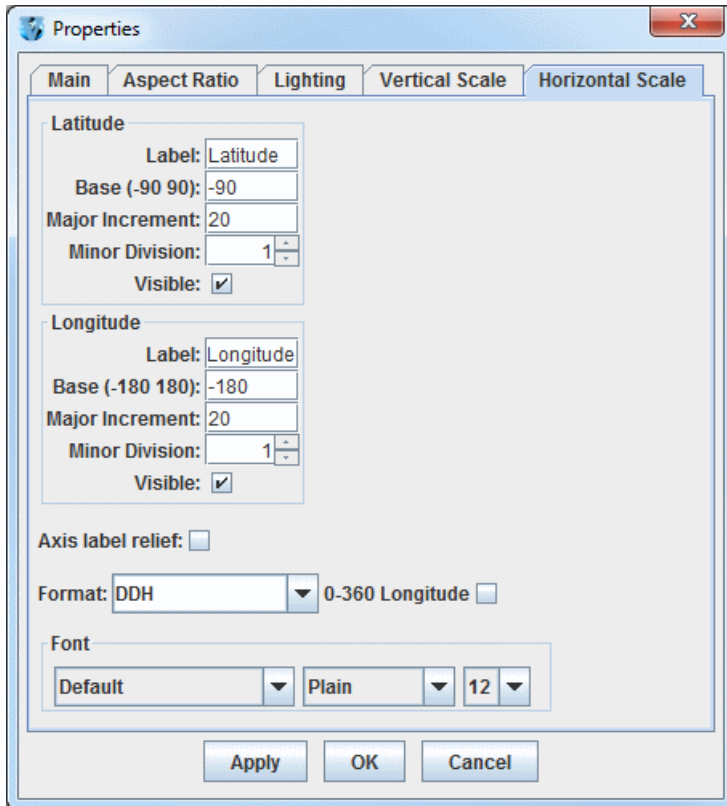 Properties
Main Aspect Ratio Lighting Vertical Scale Horizontal Scale
Latitude
Label: Latitude
Base (-90 90): -90
Major Increment: 20
Minor Division: 1
Visible:
Longitude
Label: Longitude
Base (-180 180): -180
Major Increment: 20
Minor Division: 1
Visible:
Axis label relief:
Format: DDH 0-360 Longitude
Font
Default Plain 12
Apply OK Cancel